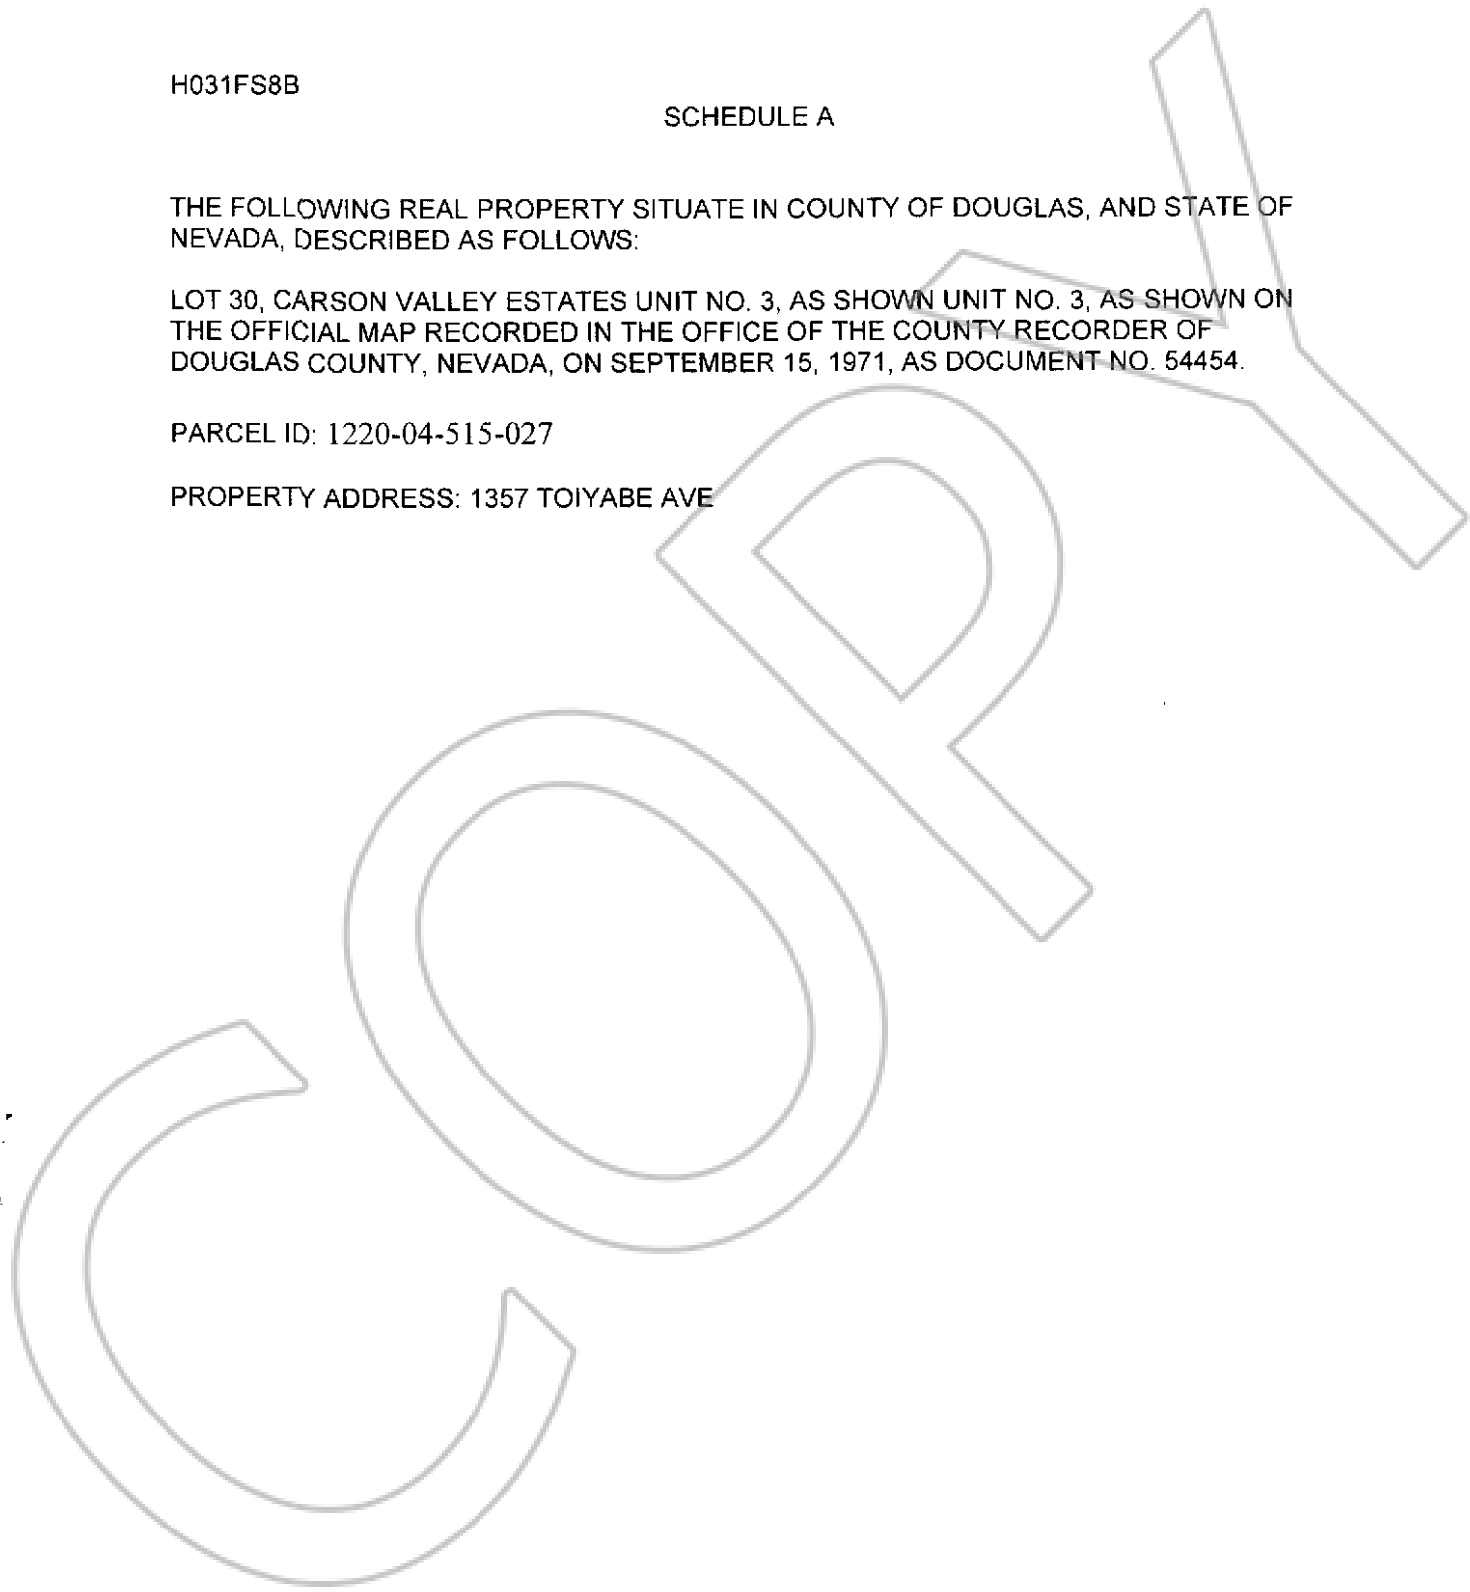 H031FS8B
SCHEDULE A
THE FOLLOWING REAL PROPERTY SITUATE IN COUNTY OF DOUGLAS, AND STATE OF
NEVADA, DESCRIBED AS FOLLOWS:
LOT 30, CARSON VALLEY ESTATES UNIT NO. 3, AS SHOWN UNIT NO. 3, AS SHOWN ON
THE OFFICIAL MAP RECORDED IN THE OFFICE OF THE COUNTY RECORDER OF
DOUGLAS COUNTY, NEVADA, ON SEPTEMBER 15, 1971, AS DOCUMENT NO. 54454.
PARCEL ID: 1220-04-515-027
PROPERTY ADDRESS: 1357 TOIYABE AVE
COPY